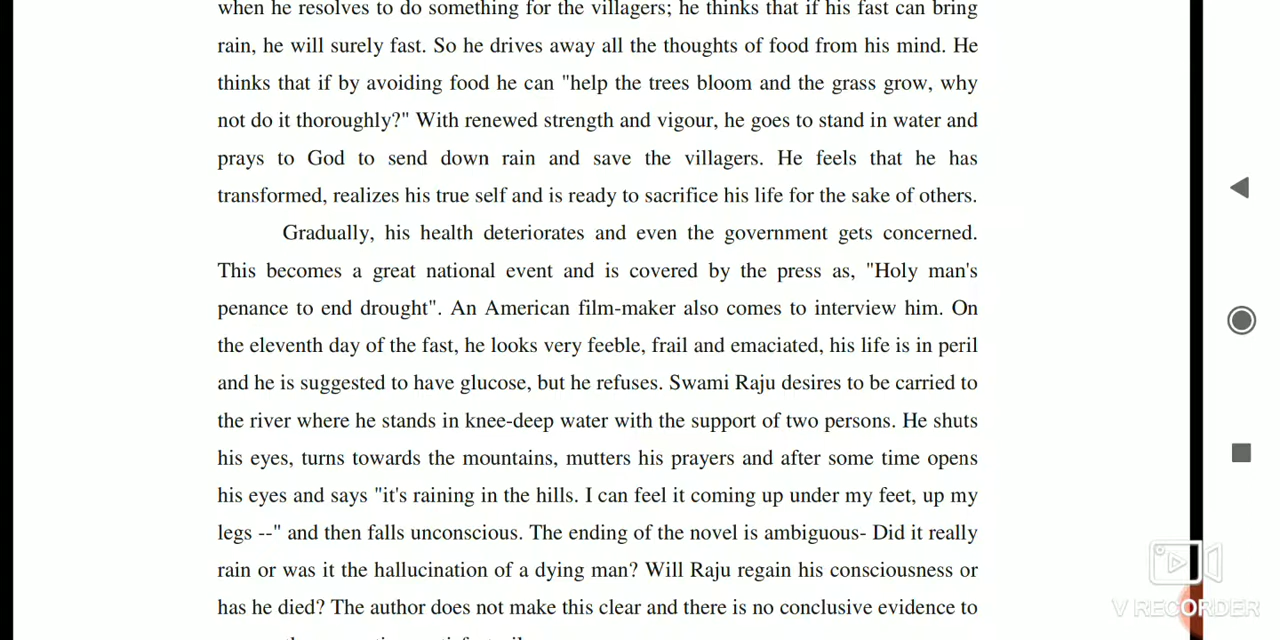 when he resolves to do something for the villagers; he thinks that if his fast can bring
rain, he will surely fast. So he drives away all the thoughts of food from his mind. He
thinks that if by avoiding food he can "help the trees bloom and the grass grow, why
not do it thoroughly?" With renewed strength and vigour, he goes to stand in water and
prays to God to send down rain and save the villagers. He feels that he has
transformed, realizes his true self and is ready to sacrifice his life for the sake of others.
Gradually, his health deteriorates and even the government gets concerned.
This becomes a great national event and is covered by the press as, "Holy man's
penance to end drought". An American film-maker also comes to interview him. On
the eleventh day of the fast, he looks very feeble, frail and emaciated, his life is in peril
and he is suggested to have glucose, but he refuses. Swami Raju desires to be carried to
the river where he stands in knee-deep water with the support of two persons. He shuts
his eyes, turns towards the mountains, mutters his prayers and after some time opens
his eyes and says "it's raining in the hills. I can feel it coming up under my feet, up my
legs --" and then falls unconscious. The ending of the novel is ambiguous- Did it really
rain or was it the hallucination of a dying man? Will Raju regain his consciousness or
has he died? The author does not make this clear and there is no conclusive evidence to
V RECORDER